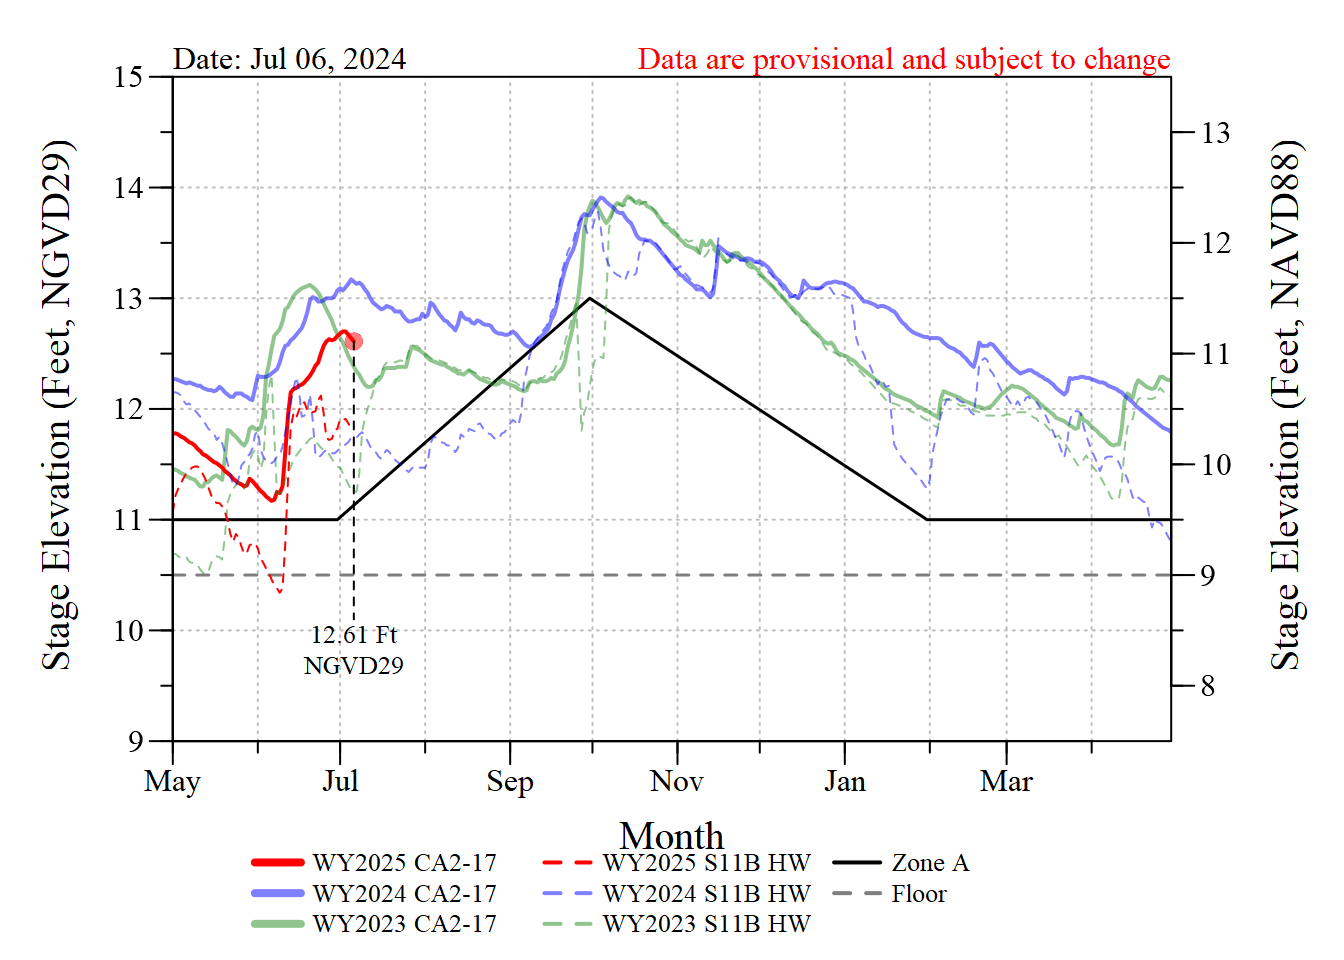 Date: Jul 06, 2024
Data are provisional and subject to change
15
14
13
12
11
10
9
Stage Elevation (Feet, NGVD29)
13
12
11
10
9
8
Stage Elevation (Feet, NAVD88)
12.61 Ft
NGVD29
May Jul Sep Nov Jan Mar
Month
WY2025 CA2-17 WY2025 S11B HW Zone A
WY2024 CA2-17 WY2024 S11B HW Floor
WY2023 CA2-17 WY2023 S11B HW